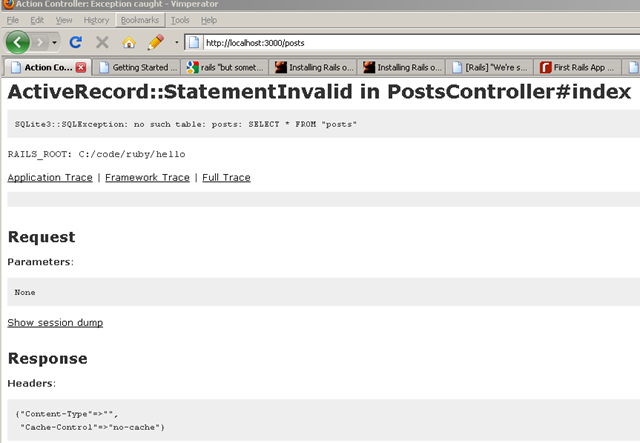 Action Controller: Exception caught - Vimperator
File Edit View History Bookmarks Tools Help
http://localhost:3000/posts
Action Co... Getting Started ... rails "but somet... Installing Rails o... Installing Rails o... [Rails] "We're s... First Rails App ...
ActiveRecord::StatementInvalid in PostsController#index
SQLite3::SQLException: no such table: posts: SELECT * FROM "posts"
RAILS_ROOT: C:/code/ruby/hello
Application Trace | Framework Trace | Full Trace
Request
Parameters:
None
Show session dump
Response
Headers:
{"Content-Type"=>"",
"Cache-Control"=>"no-cache"}